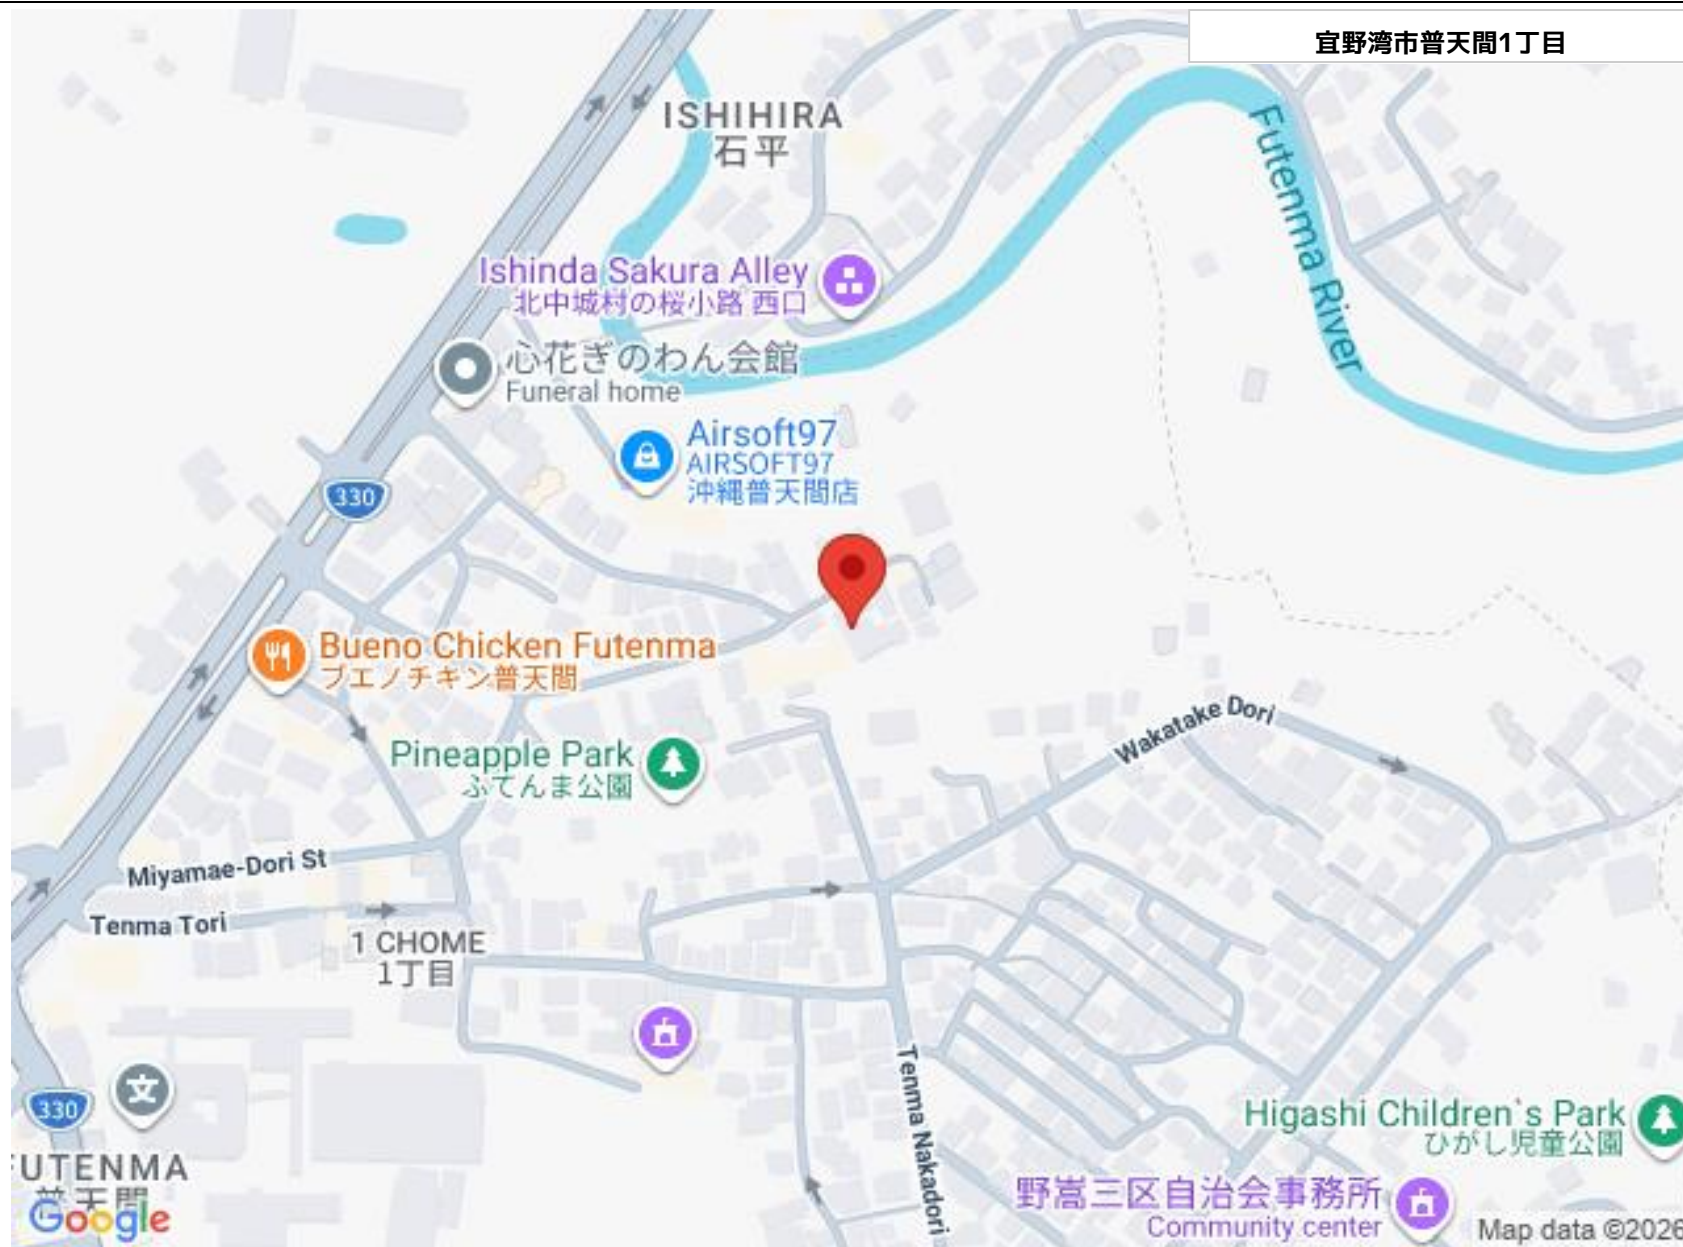 宜野湾市普天間1丁目
ISHIHIRA
石平
Futenma River
Ishinda Sakura Alley
北中城村の桜小路 西口
心花ぎのわん会館
Funeral home
Airsoft97
AIRSOFT97
沖縄普天間店
330
Bueno Chicken Futenma
ブエノチキン普天間
Wakatake Dori
Pineapple Park
ふてんま公園
Miyamae-Dori St
Tenma Tori
1 CHOME
1丁目
文
330
Tenma Nakadori
Higashi Children`s Park
ひがし児童公園
FUTENMA
普天間
野嵩三区自治会事務所
Community center
Google
Map data ©2026